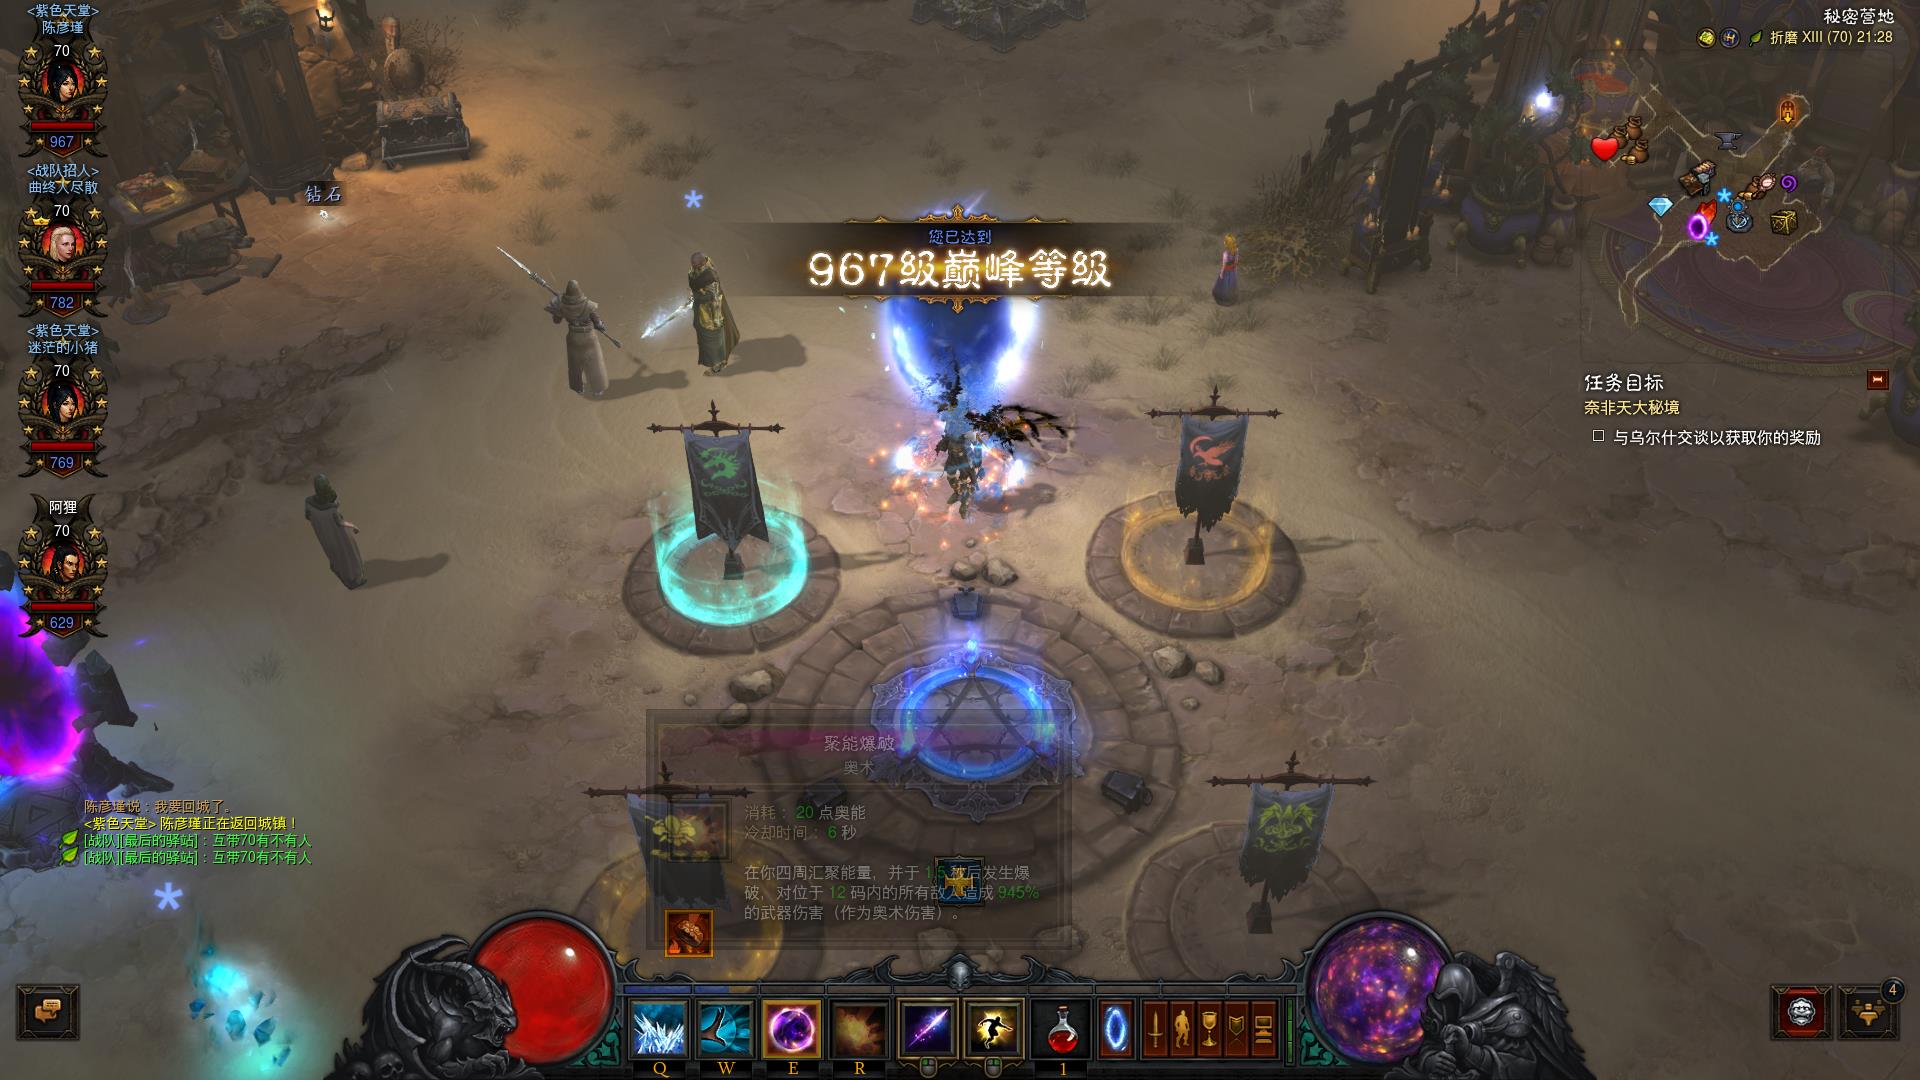 <紫色天堂>
陈彦瑾
70
967
<战队招人>
曲终人尽散
70
782
<紫色天堂>
迷茫的小猪
70
769
阿狸
70
629
钻石
您已达到
967级巅峰等级
秘密营地
折磨 XIII (70) 21:28
任务目标
奈非天大秘境
与乌尔什交谈以获取你的奖励
聚能爆破
奥术
消耗：20 点奥能
冷却时间：6 秒
在你四周汇聚能量，并于 1.5 秒后发生爆
破，对位于 12 码内的所有敌人造成 945%
的武器伤害（作为奥术伤害）。
陈彦瑾说：我要回城了。
<紫色天堂> 陈彦瑾正在返回城镇！
[战队][最后的驿站]：互带70有不有人
[战队][最后的驿站]：互带70有不有人
Q
W
E
R
1
4